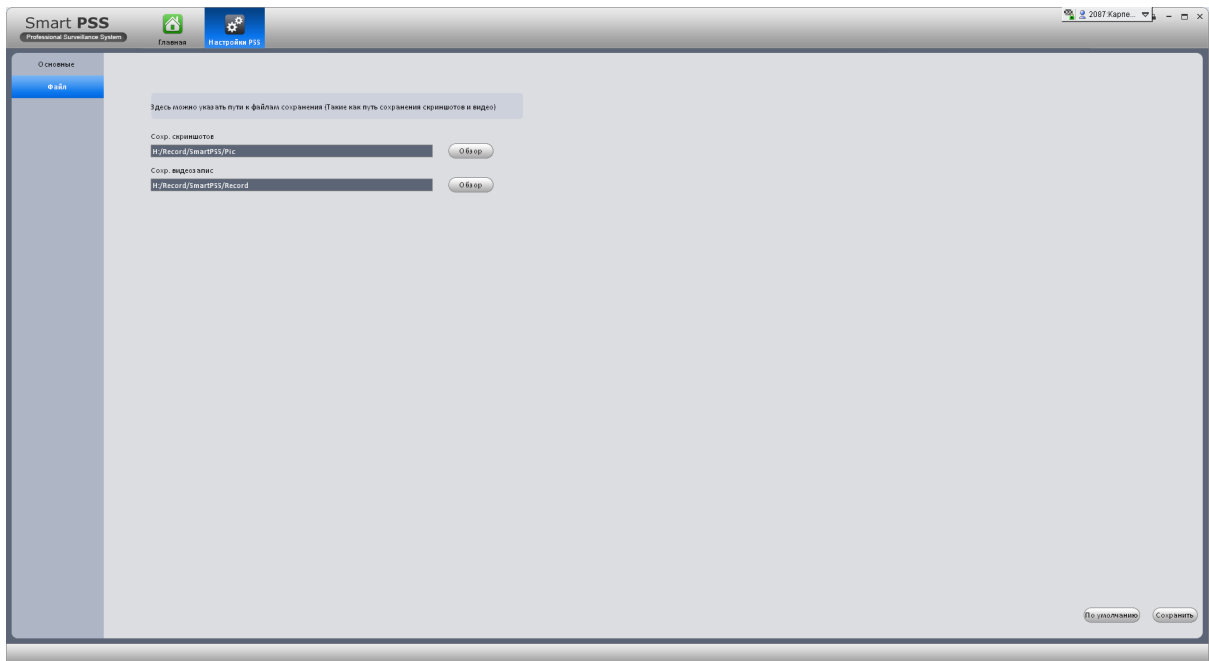 Smart PSS
Professional Surveillance System
Главная
Настройки PSS
2087:Карпе...
Основные
Файл
Здесь можно указать пути к файлам сохранения (Такие как путь сохранения скриншотов и видео)
Сохр. скриншотов
H:/Record/SmartPSS/Pic
Обзор
Сохр. видеозапис
H:/Record/SmartPSS/Record
Обзор
По умолчанию
Сохранить